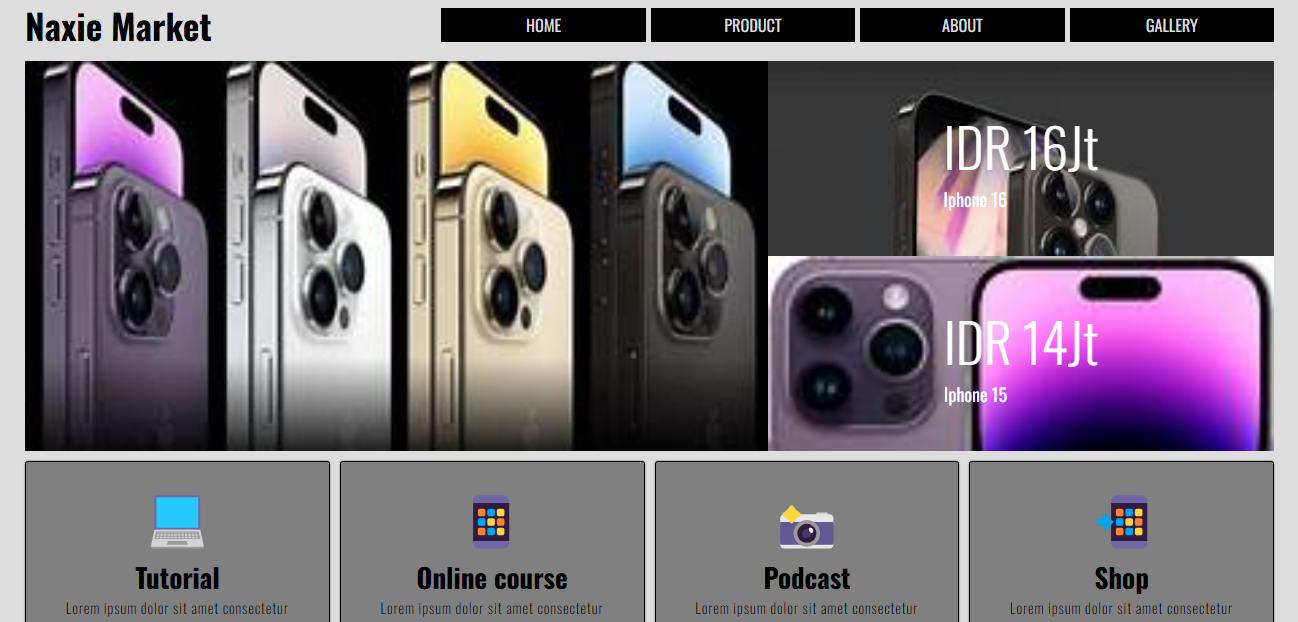 Naxie Market
HOME
PRODUCT
ABOUT
GALLERY
IDR 16Jt
Iphone 16
IDR 14Jt
Iphone 15
Tutorial
Lorem ipsum dolor sit amet consectetur
Online course
Lorem ipsum dolor sit amet consectetur
Podcast
Lorem ipsum dolor sit amet consectetur
Shop
Lorem ipsum dolor sit amet consectetur